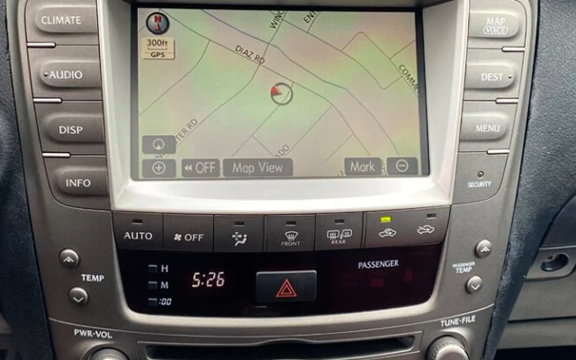 CLIMATE
AUDIO
DISP
INFO
300ft
GPS
DIAZ RD
OFF
Map View
Mark
MAP
VOICE
DEST
MENU
SECURITY
AUTO
OFF
FRONT
REAR
TEMP
H
M
:00
5:26
PASSENGER
PASSENGER
TEMP
PWR•VOL
TUNE•FILE